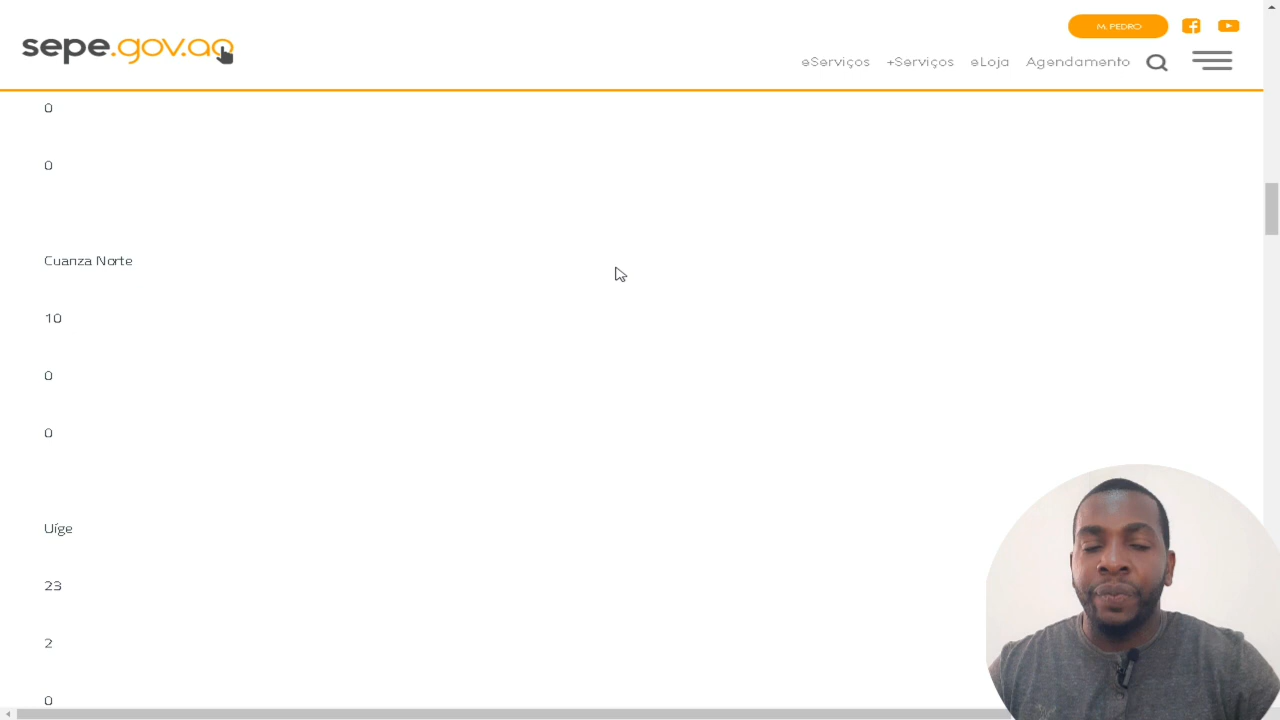 M. PEDRO
sepe.gov.ao
eServiços +Serviços eLoja Agendamento
0
0
Cuanza Norte
10
0
0
Uíge
23
2
0